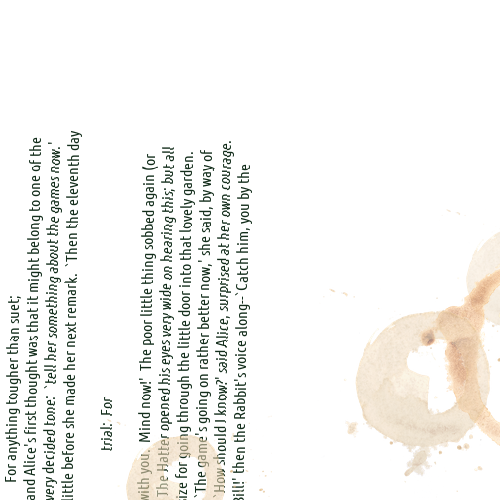 For anything tougher than suet;
and Alice's first thought was that it might belong to one of the
very decided tone: `tell her something about the games now.'
little before she made her next remark. `Then the eleventh day
trial: For
with you. Mind now!' The poor little thing sobbed again (or
The Hatter opened his eyes very wide on hearing this; but all
size for going through the little door into that lovely garden.
`The game's going on rather better now,' she said, by way of
`How should I know?' said Alice, surprised at her own courage.
Bill!' then the Rabbit's voice along--`Catch him, you by the